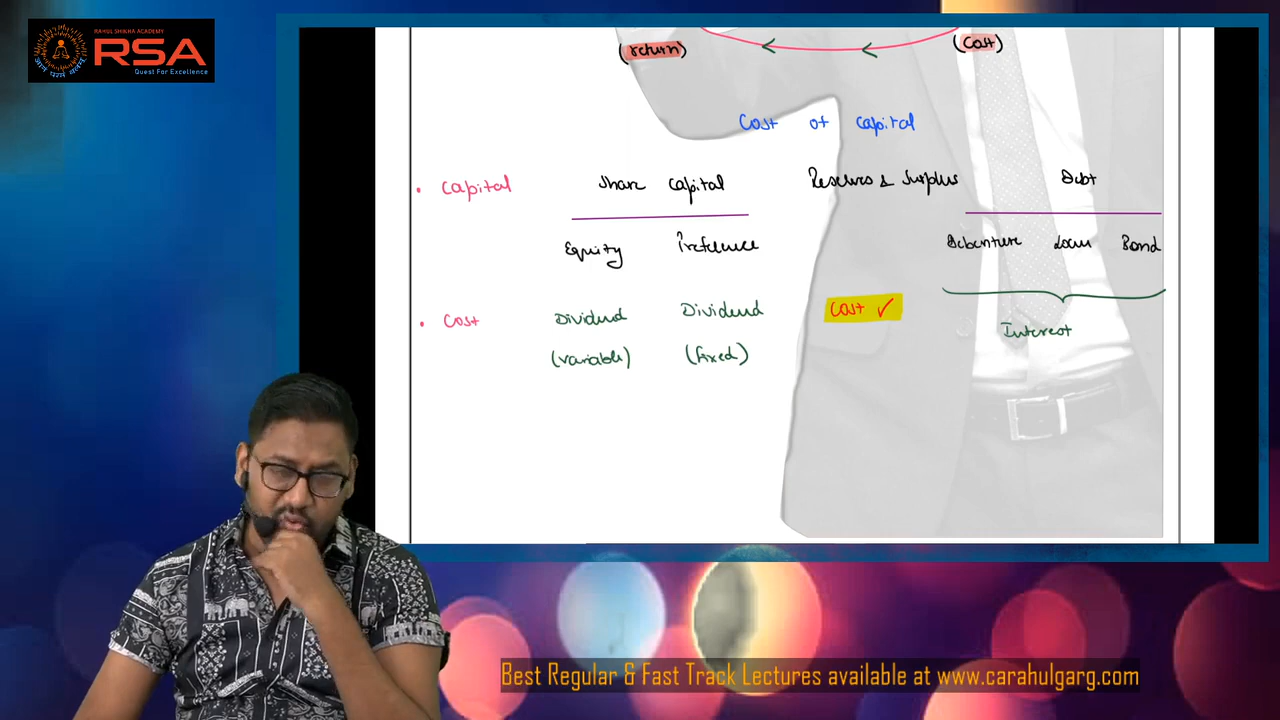 RAHUL SHIKHA ACADEMY
RSA
Quest For Excellence
(return) (Cost)
Cost of capital
• Capital Share Capital Reserves & Surplus Debt
Equity Preference Debenture Loan Bond
• Cost Dividend Dividend Cost ✓ Interest
(variable) (fixed)
Best Regular & Fast Track Lectures available at www.carahulgarg.com